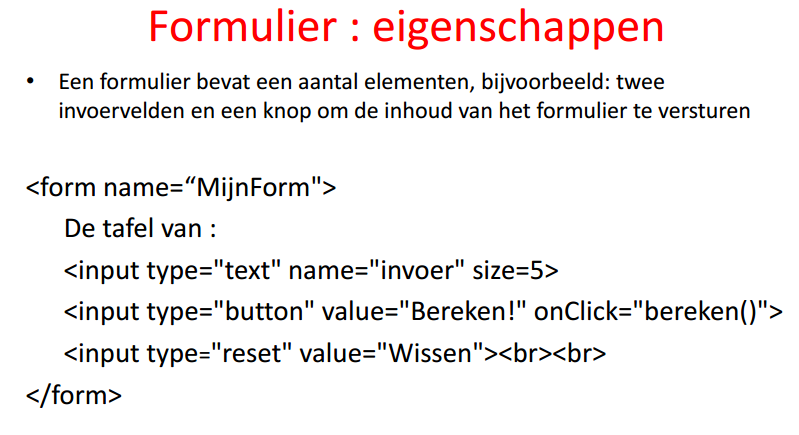 Formulier : eigenschappen
• Een formulier bevat een aantal elementen, bijvoorbeeld: twee
invoervelden en een knop om de inhoud van het formulier te versturen
<form name=“MijnForm">
De tafel van :
<input type="text" name="invoer" size=5>
<input type="button" value="Bereken!" onClick="bereken()">
<input type="reset" value="Wissen"><br><br>
</form>